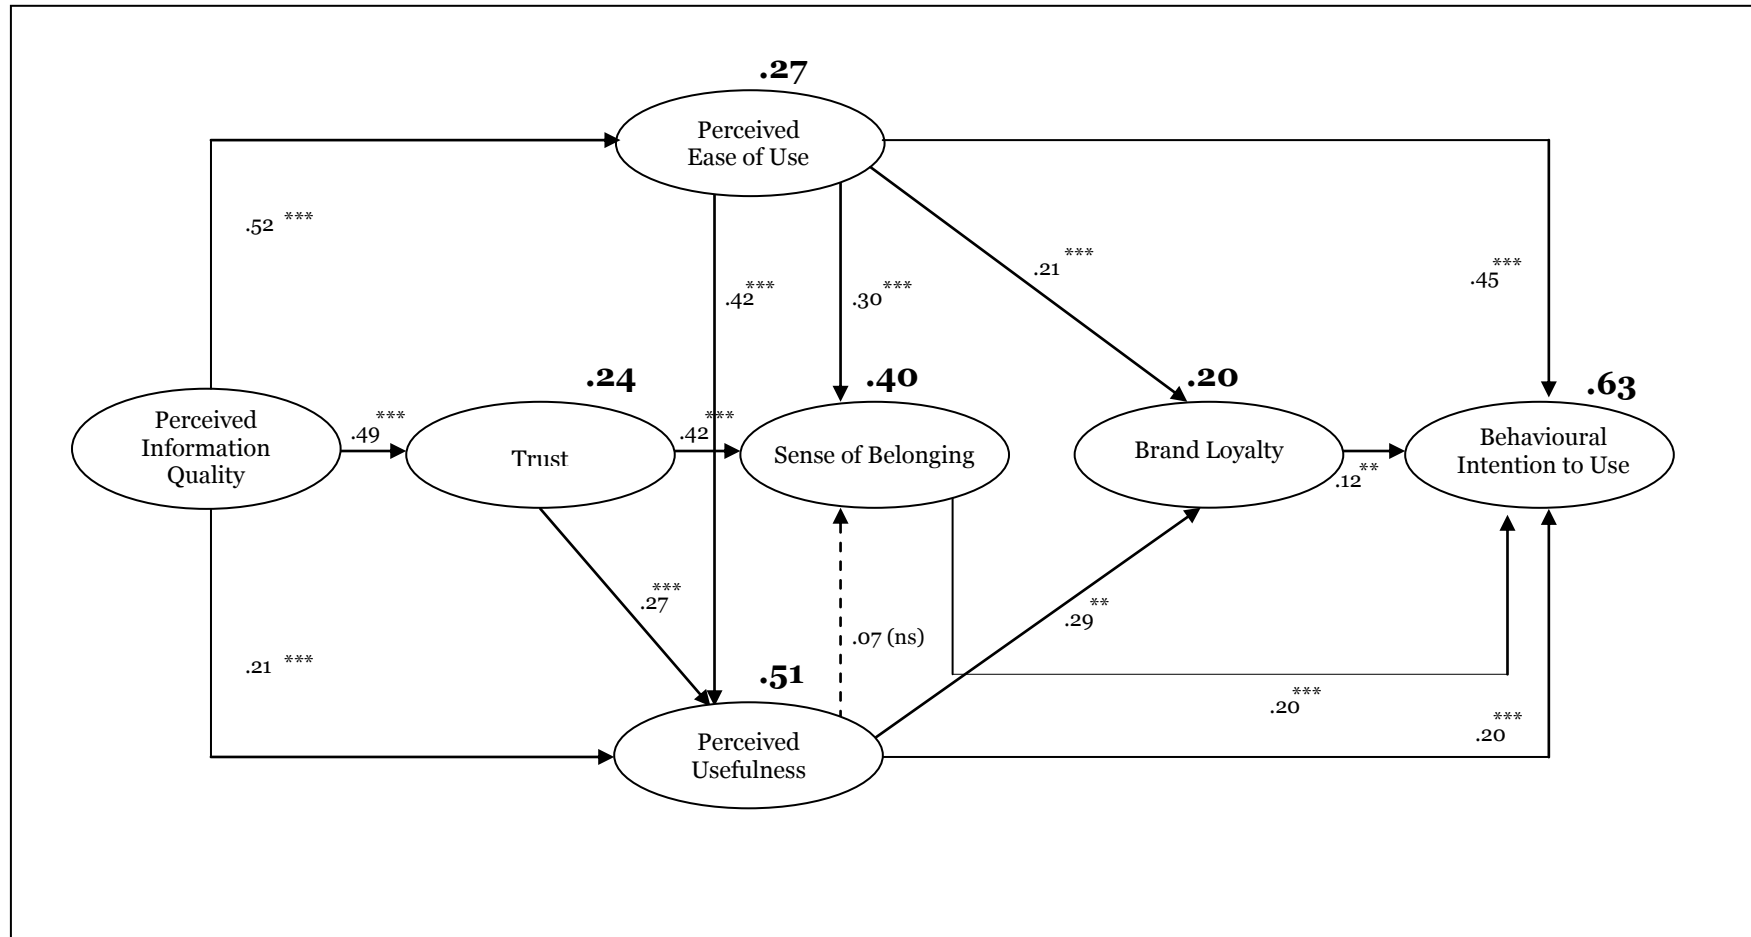 .27
Perceived
Ease of Use
.52 ***
.42***
.30***
.21***
.45***
.24
.40
.20
.63
Perceived
Information
Quality
.49***
Trust
.42***
Sense of Belonging
Brand Loyalty
.12**
Behavioural
Intention to Use
.27***
.07 (ns)
.29**
.21 ***
.51
.20***
.20***
Perceived
Usefulness